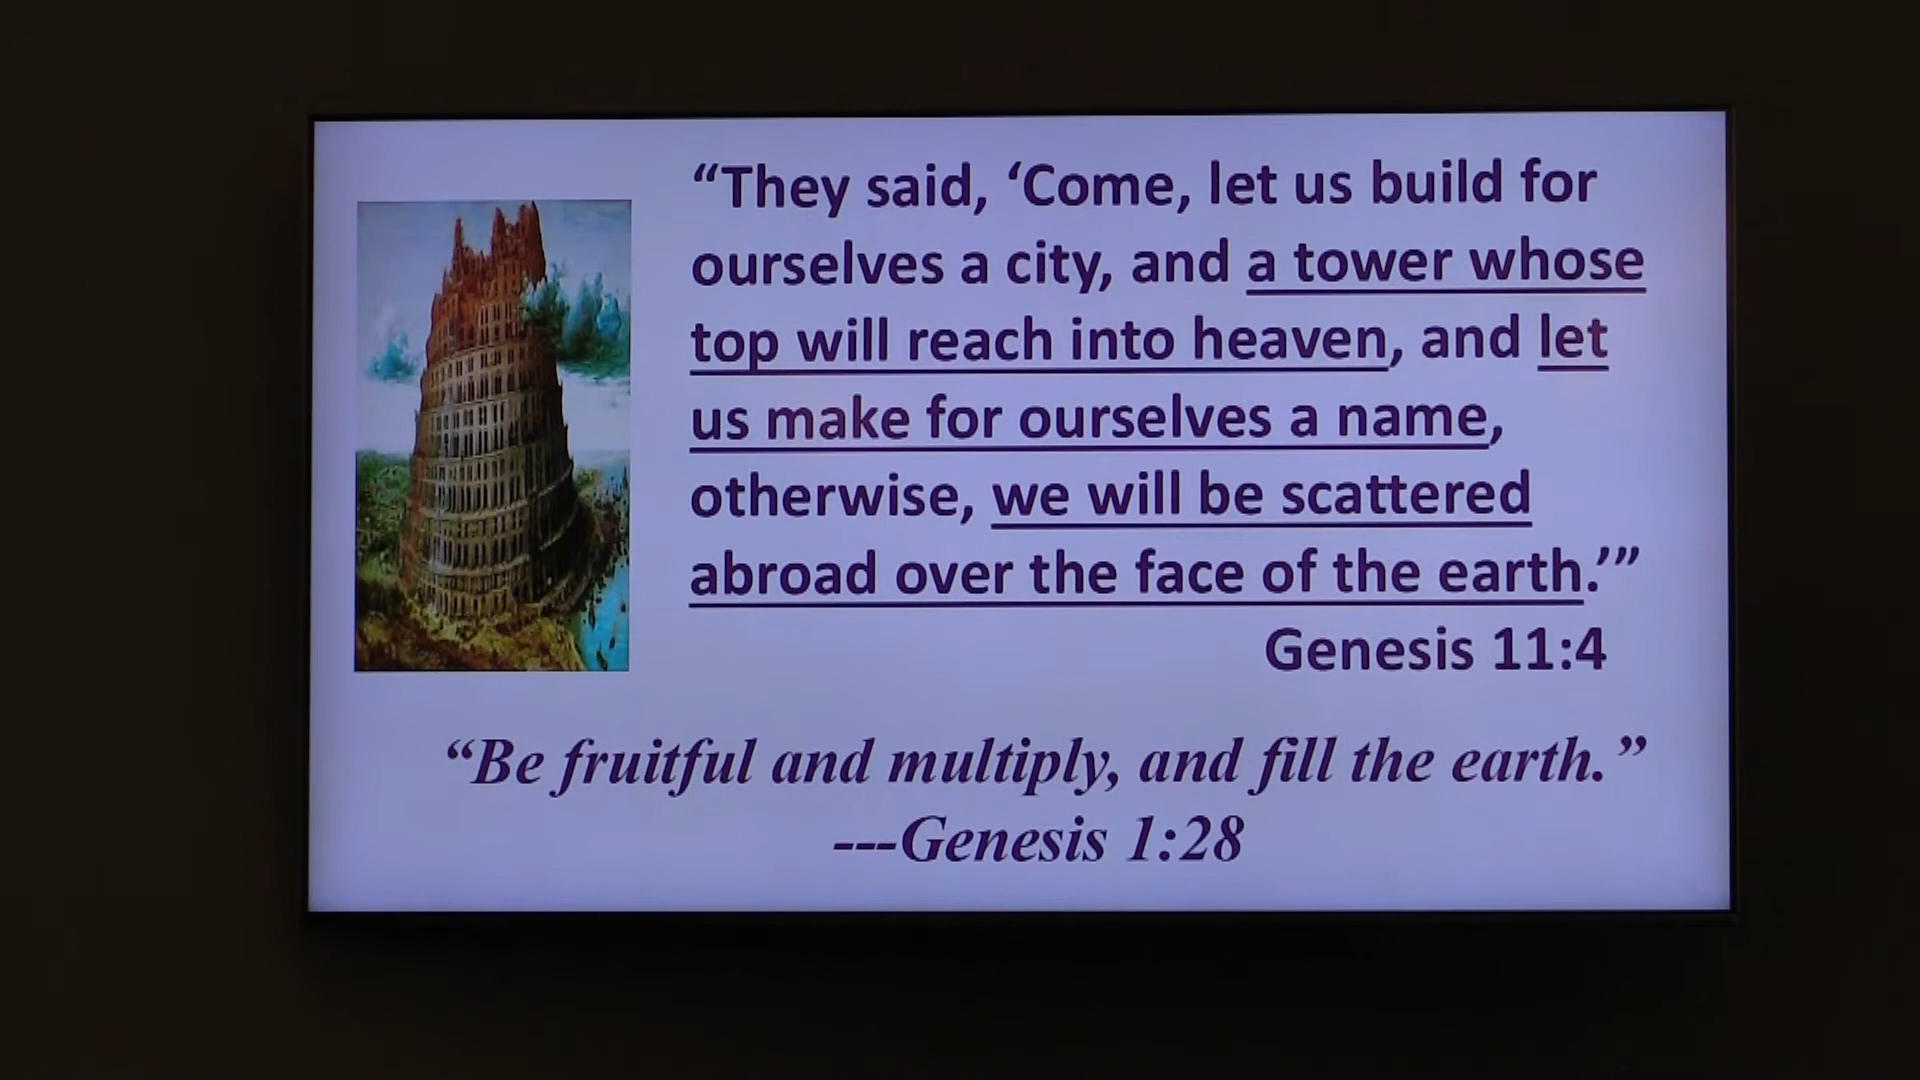 “They said, ‘Come, let us build for
ourselves a city, and a tower whose
top will reach into heaven, and let
us make for ourselves a name,
otherwise, we will be scattered
abroad over the face of the earth.’”
Genesis 11:4
“Be fruitful and multiply, and fill the earth.”
---Genesis 1:28